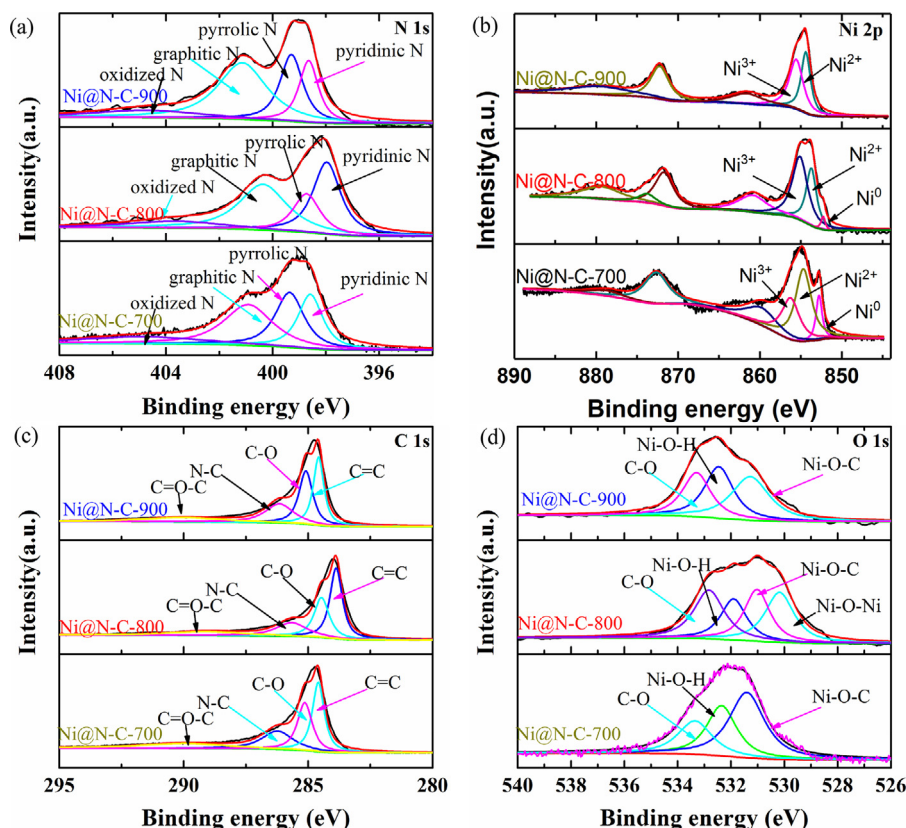 (a)
N 1s
pyrrolic N
graphitic N
pyridinic N
oxidized N
Ni@N-C-900
pyrrolic N
graphitic N
pyridinic N
oxidized N
Ni@N-C-800
pyrrolic N
graphitic N
pyridinic N
oxidized N
Ni@N-C-700
Intensity(a.u.)
408 404 399 396
Binding energy (eV)
(b)
Ni 2p
Ni3+
Ni2+
Ni@N-C-900
Ni3+
Ni2+
Ni@N-C-800
Ni0
Ni@N-C-700
Ni3+
Ni2+
Ni0
Intensity(a.u.)
889 880 870 860 850
Binding energy (eV)
(c)
C 1s
C-O
N-C
C=C
C=O-C
Ni@N-C-900
C-O
C=C
N-C
C=O-C
Ni@N-C-800
C-O
N-C
C=C
C=O-C
Ni@N-C-700
Intensity(a.u.)
295 290 285 280
Binding energy (eV)
(d)
O 1s
Ni-O-H
C-O
Ni-O-C
Ni@N-C-900
Ni-O-H
Ni-O-C
C-O
Ni-O-Ni
Ni@N-C-800
Ni-O-H
Ni-O-C
C-O
Ni@N-C-700
Intensity(a.u.)
540 536 534 532 530 528 526
Binding energy (eV)